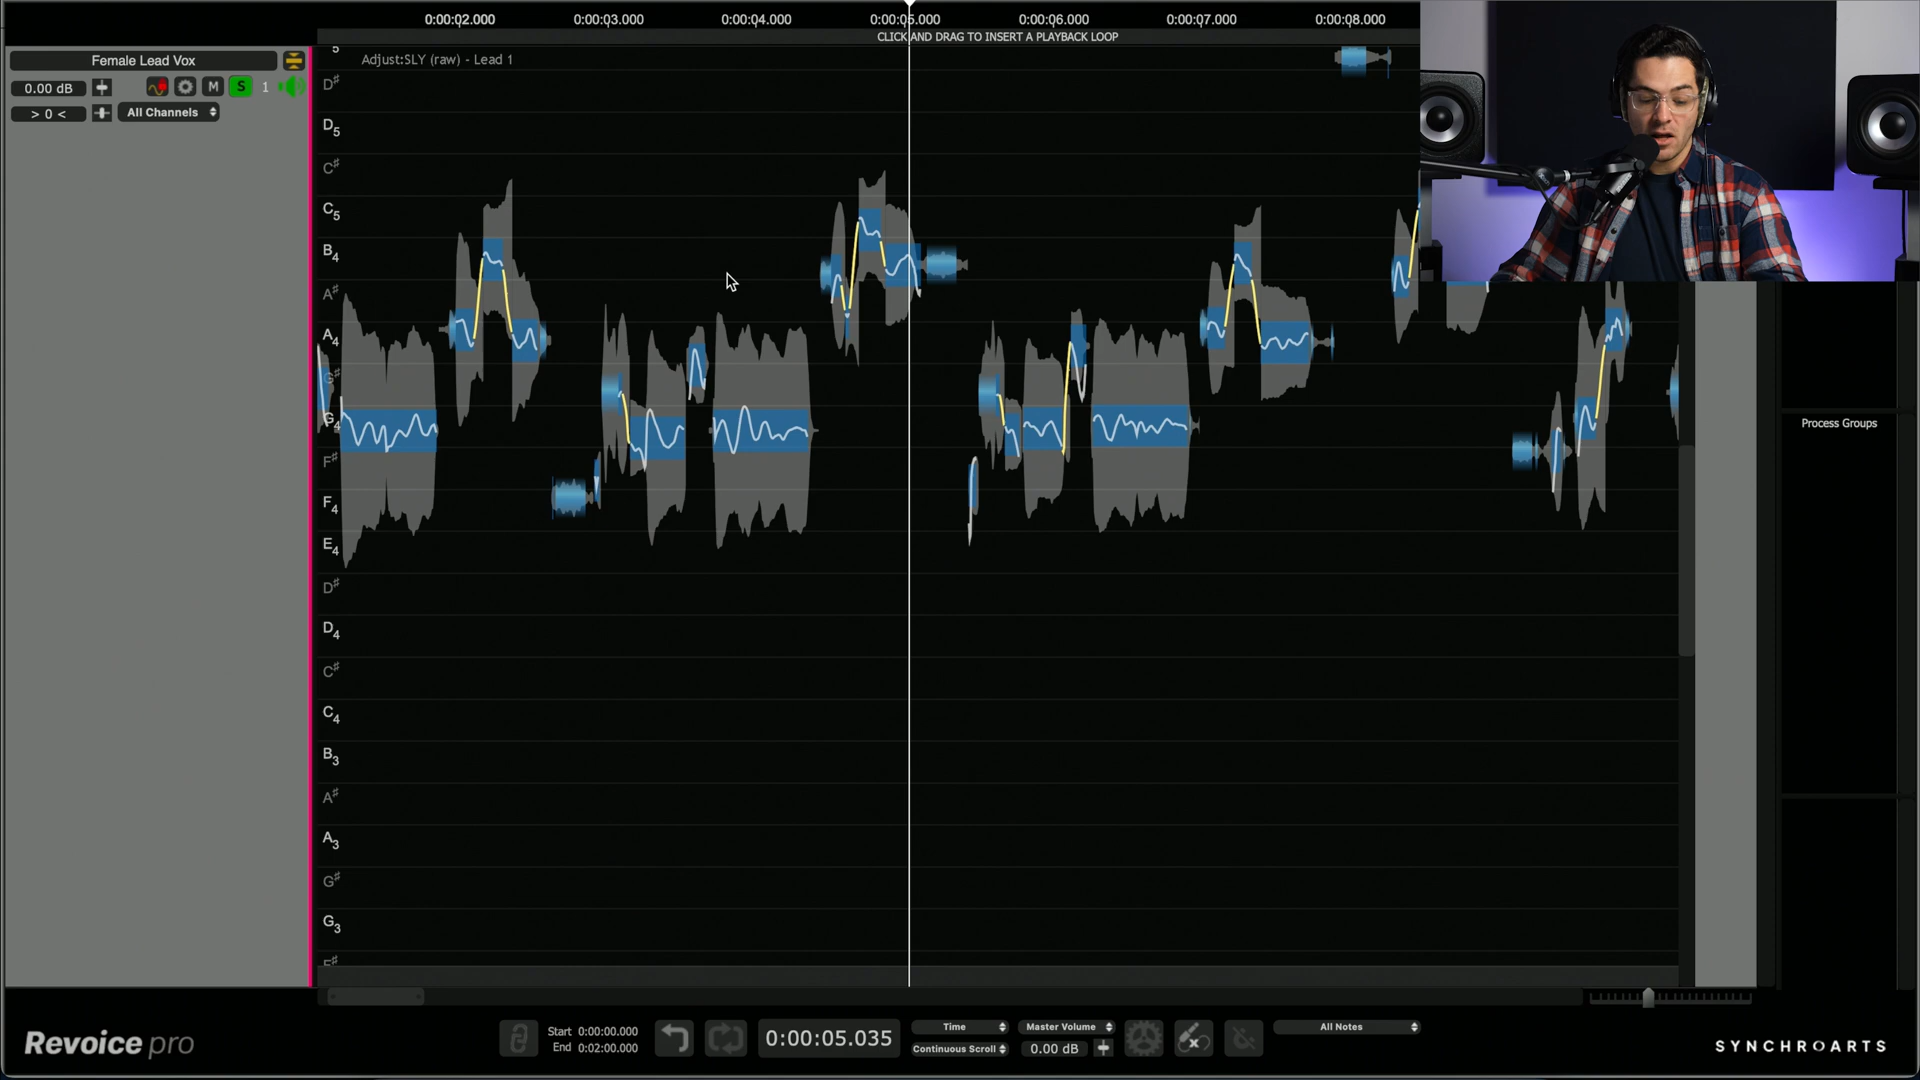 0:00:02.000 0:00:03.000 0:00:04.000 0:00:05.000 0:00:06.000 0:00:07.000 0:00:08.000
CLICK AND DRAG TO INSERT A PLAYBACK LOOP
Female Lead Vox
Adjust:SLY (raw) - Lead 1
0.00 dB
M
S
1
> 0 <
All Channels
5
D♯
D5
C♯
C5
B4
A♯
A4
G♯
G4
F♯
F4
E4
D♯
D4
C♯
C4
B3
A♯
A3
G♯
G3
F♯
Process Groups
Revoice pro
Start 0:00:00.000
End 0:02:00.000
0:00:05.035
Time
Continuous Scroll
Master Volume
0.00 dB
All Notes
SYNCHROARTS